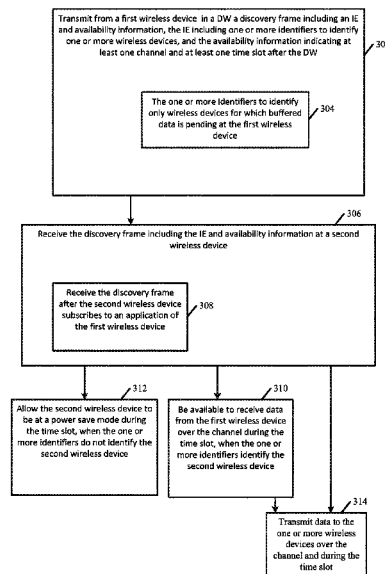 Transmit from a first wireless device in a DW a discovery frame including an IE
and availability information, the IE including one or more identifiers to identify
one or more wireless devices, and the availability information indicating at
least one channel and at least one time slot after the DW
30
The one or more identifiers to identify
only wireless devices for which buffered
data is pending at the first wireless
device
304
306
Receive the discovery frame including the IE and availability information at a second
wireless device
Receive the discovery frame
after the second wireless device
subscribes to an application of
the first wireless device
308
312
Allow the second wireless device to
be at a power save mode during the
time slot, when the one or more
identifiers do not identify the
second wireless device
310
Be available to receive data
from the first wireless device
over the channel during the
time slot, when the one or more
identifiers identify the second
wireless device
314
Transmit data to the
one or more wireless
devices over the
channel and during the
time slot